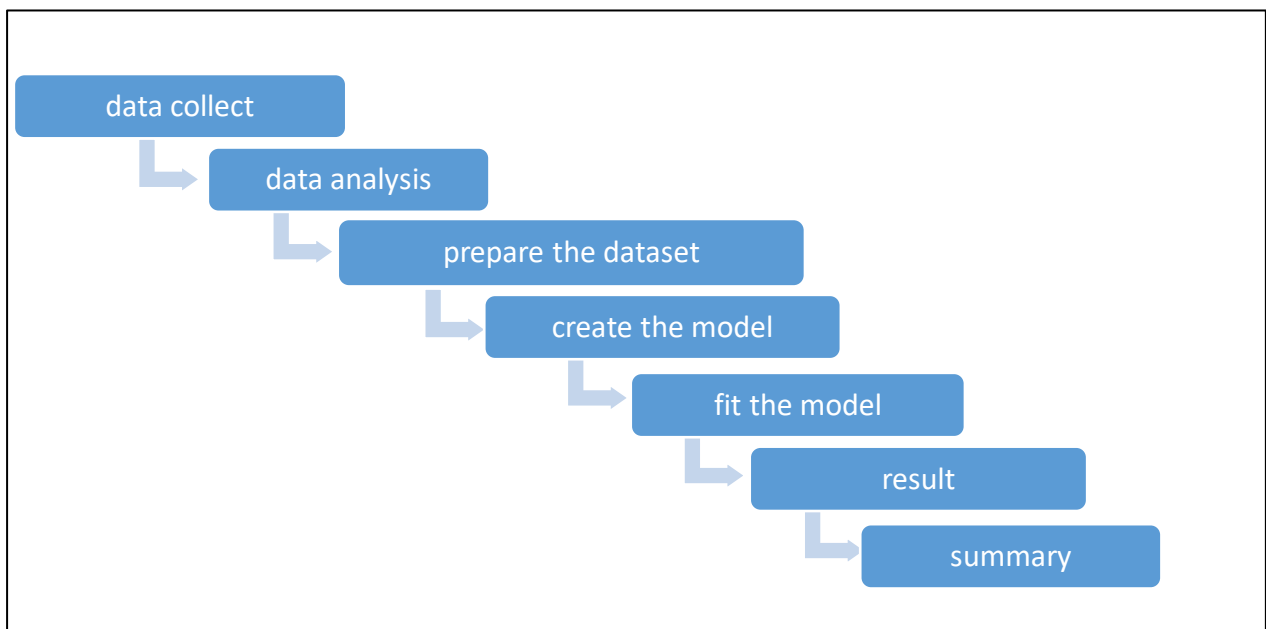 data collect
data analysis
prepare the dataset
create the model
fit the model
result
summary